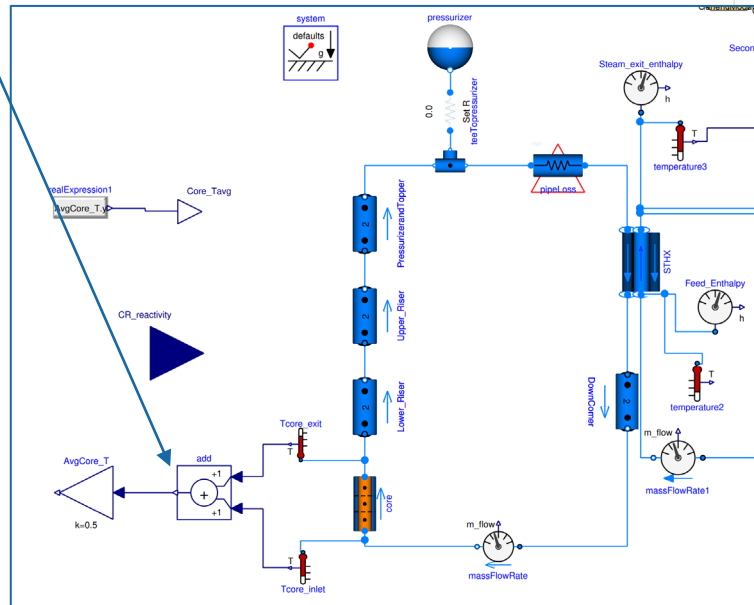 system
defaults
g
pressurizer
0.0
Set R
teeTopressurizer
Steam_exit_enthalpy
h
Secon
T
temperature3
pipeLoss
realExpression1
AvgCore_T.y
Core_Tavg
PressurizerandTopper
2
STHX
Feed_Enthalpy
h
CR_reactivity
2
Upper_Riser
T
temperature2
2
Lower_Riser
2
DownCorner
Tcore_exit
T
m_flow
massFlowRate1
AvgCore_T
k=0.5
add
+1
+
+1
core
m_flow
massFlowRate
T
Tcore_inlet